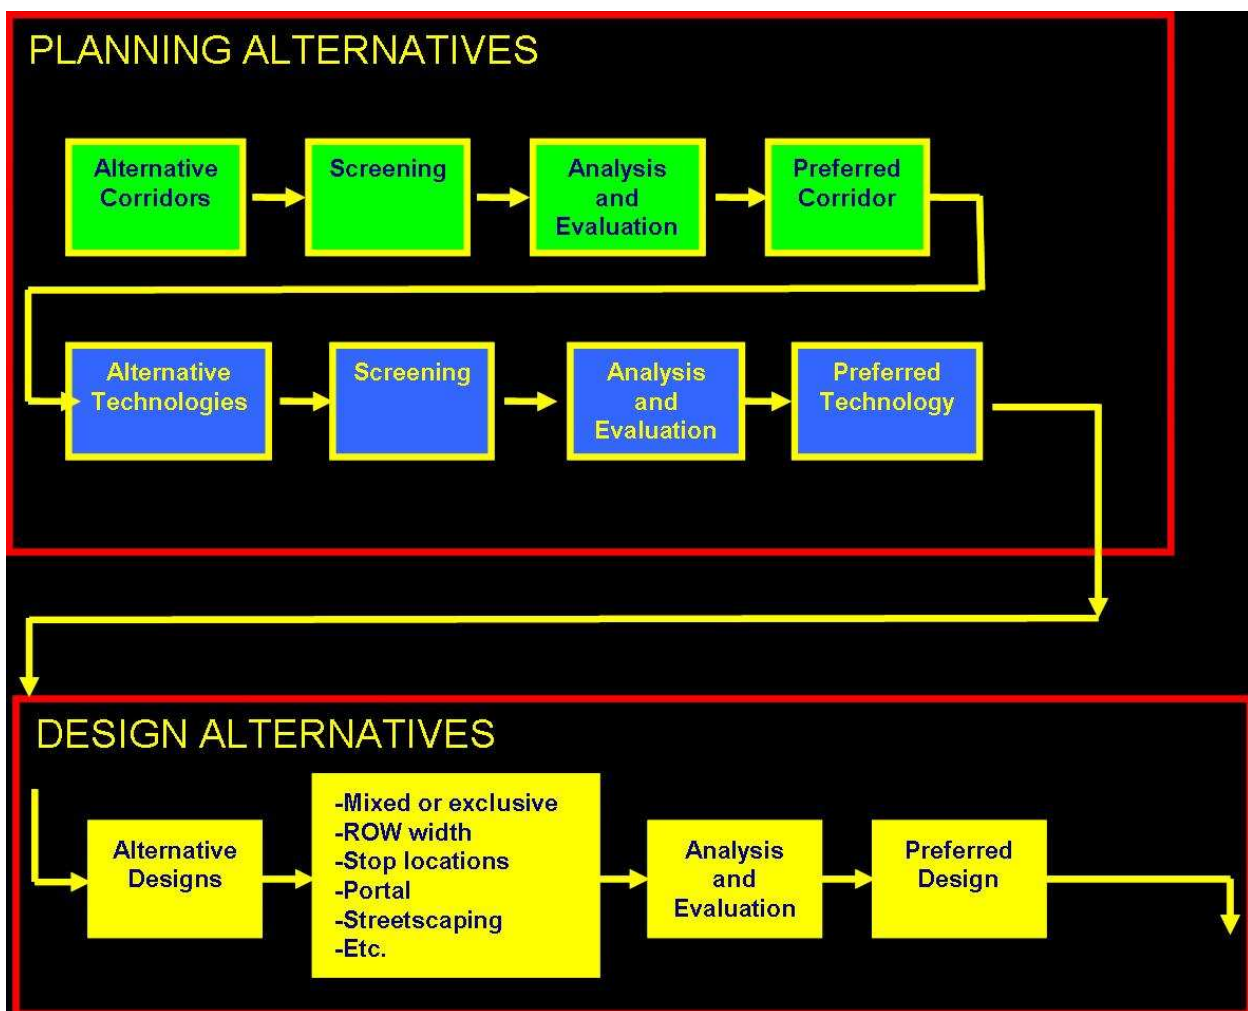 PLANNING ALTERNATIVES
Alternative
Corridors
Screening
Analysis
and
Evaluation
Preferred
Corridor
Alternative
Technologies
Screening
Analysis
and
Evaluation
Preferred
Technology
DESIGN ALTERNATIVES
Alternative
Designs
-Mixed or exclusive
-ROW width
-Stop locations
-Portal
-Streetscaping
-Etc.
Analysis
and
Evaluation
Preferred
Design